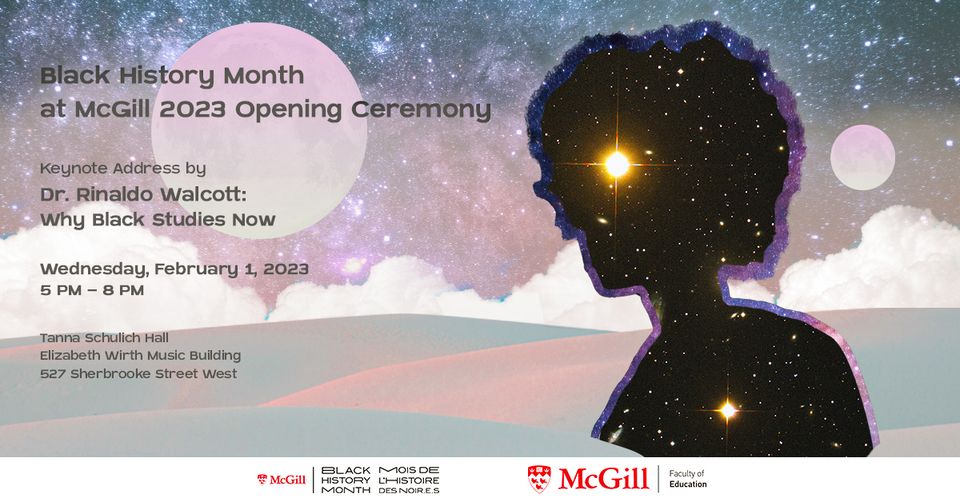 Black History Month
at McGill 2023 Opening Ceremony
Keynote Address by
Dr. Rinaldo Walcott:
Why Black Studies Now
Wednesday, February 1, 2023
5 PM – 8 PM
Tanna Schulich Hall
Elizabeth Wirth Music Building
527 Sherbrooke Street West
McGill
BLACK
HISTORY
MONTH
MOIS DE
L'HISTOIRE
DES NOIR.E.S
McGill
Faculty of
Education